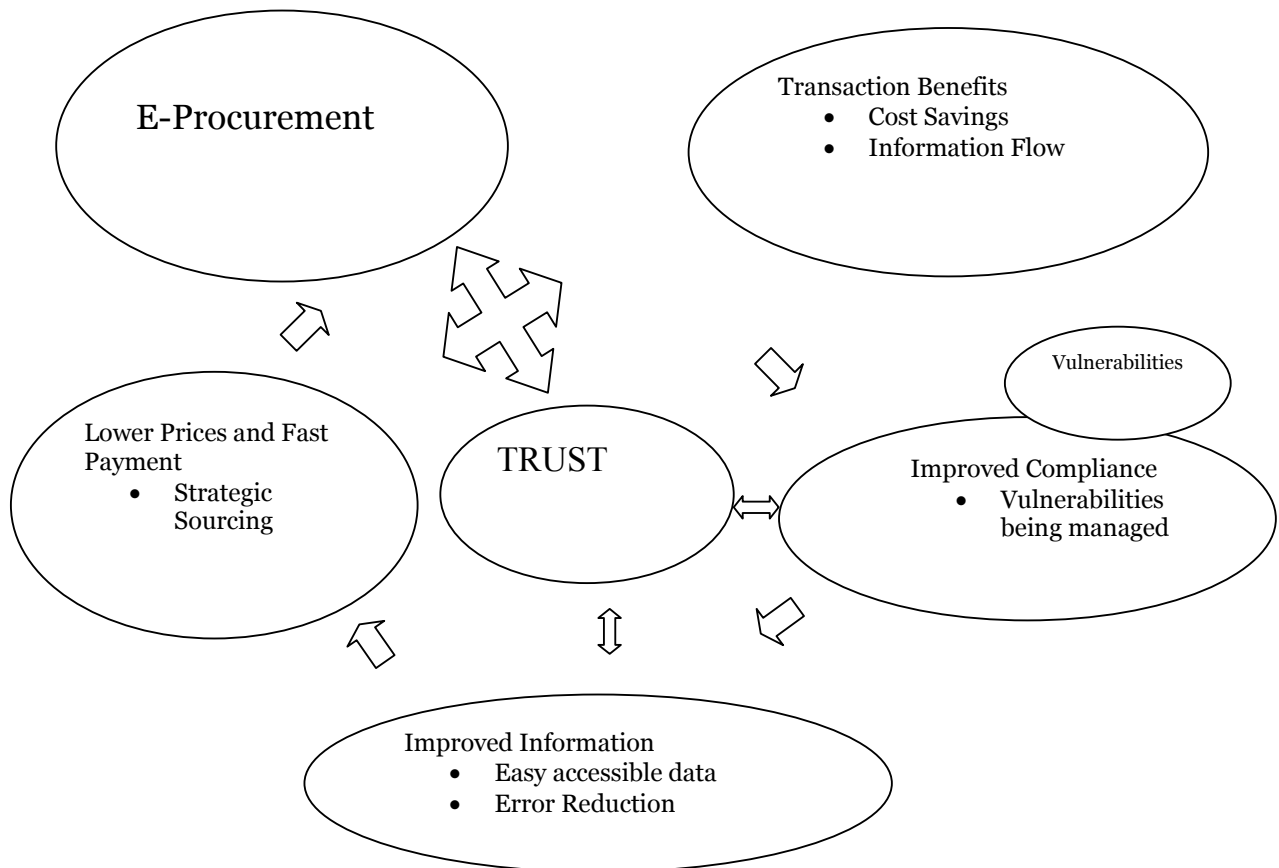 E-Procurement
Transaction Benefits
• Cost Savings
• Information Flow
Vulnerabilities
Lower Prices and Fast
Payment
• Strategic
Sourcing
TRUST
Improved Compliance
• Vulnerabilities
being managed
Improved Information
• Easy accessible data
• Error Reduction